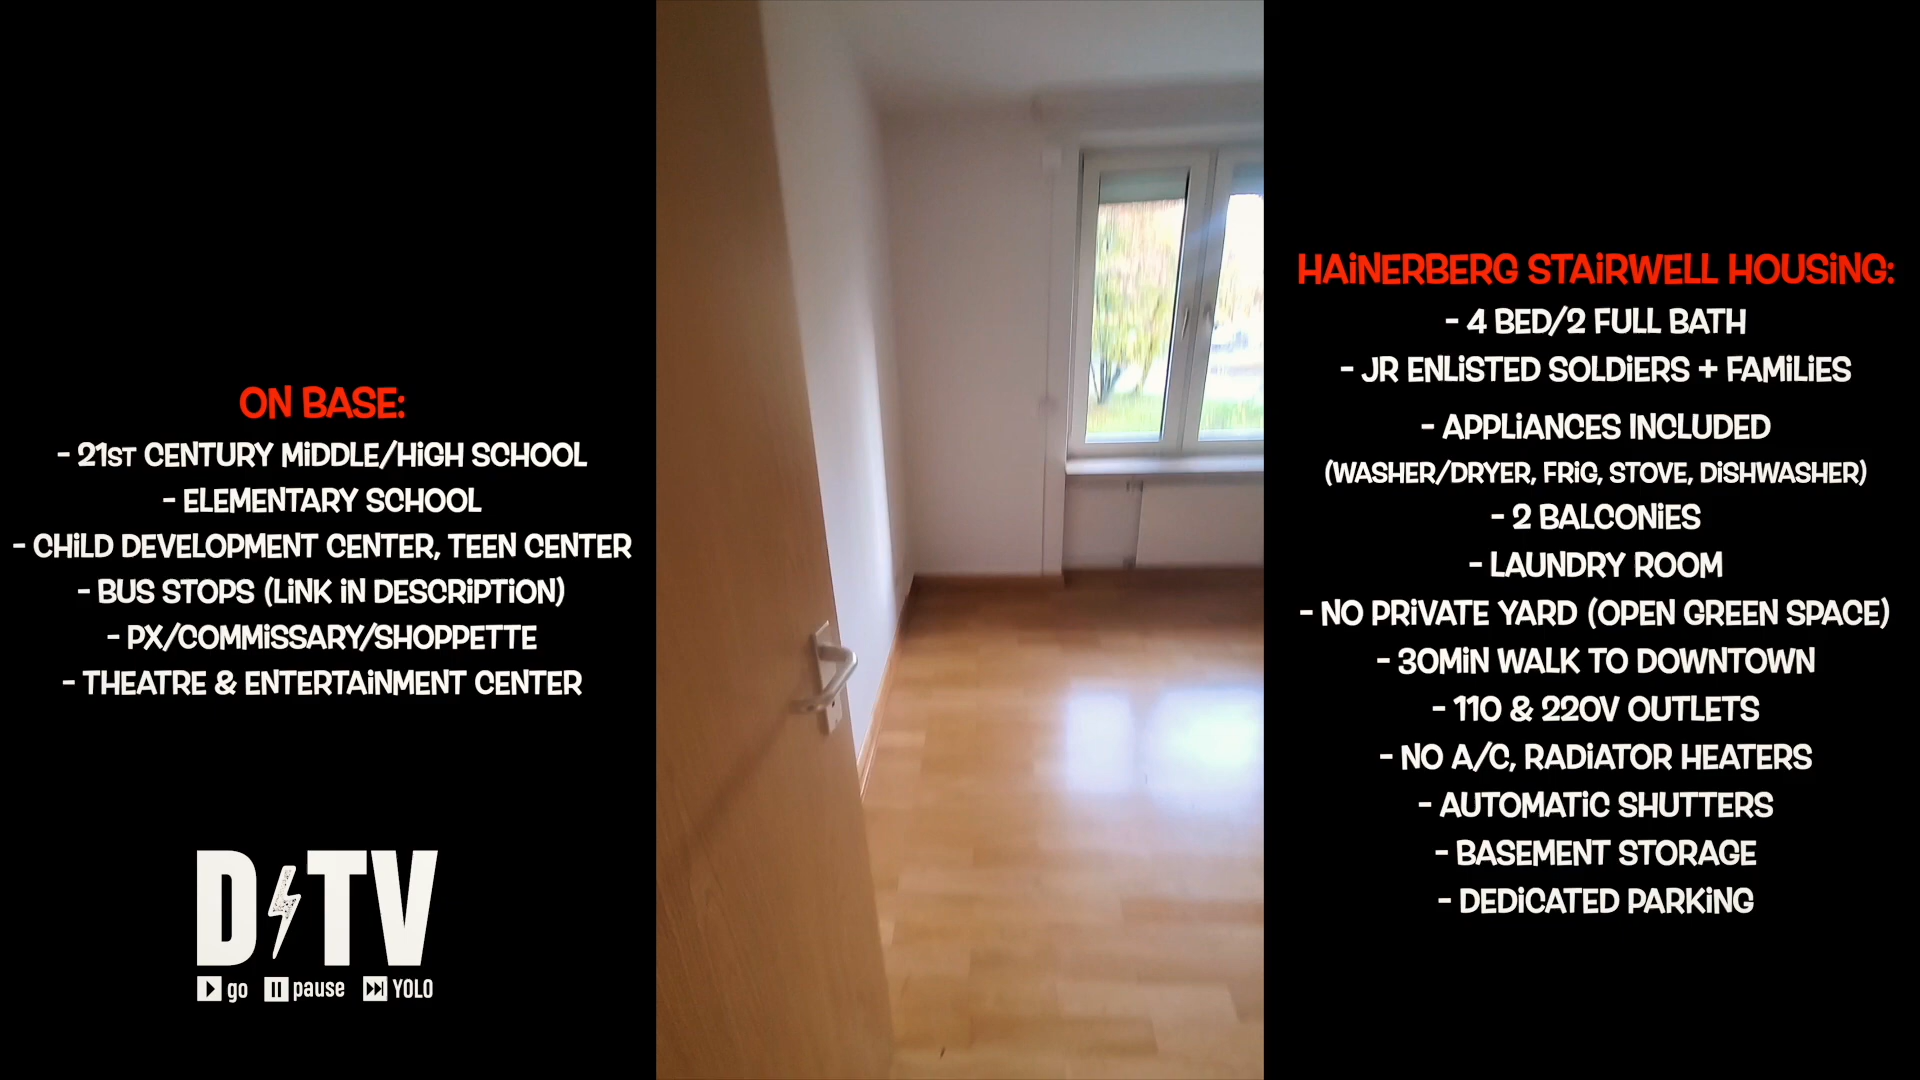 ON BASE:
- 21ST CENTURY MiDDLE/HiGH SCHOOL
- ELEMENTARY SCHOOL
- CHiLD DEVELOPMENT CENTER, TEEN CENTER
- BUS STOPS (LiNK iN DESCRiPTiON)
- PX/COMMiSSARY/SHOPPETTE
- THEATRE & ENTERTAiNMENT CENTER
D TV
go pause YOLO
HAiNERBERG STAiRWELL HOUSiNG:
- 4 BED/2 FULL BATH
- JR ENLiSTED SOLDiERS + FAMiLiES
- APPLiANCES iNCLUDED
(WASHER/DRYER, FRiG, STOVE, DiSHWASHER)
- 2 BALCONiES
- LAUNDRY ROOM
- NO PRiVATE YARD (OPEN GREEN SPACE)
- 30MiN WALK TO DOWNTOWN
- 110 & 220V OUTLETS
- NO A/C, RADiATOR HEATERS
- AUTOMATiC SHUTTERS
- BASEMENT STORAGE
- DEDiCATED PARKiNG